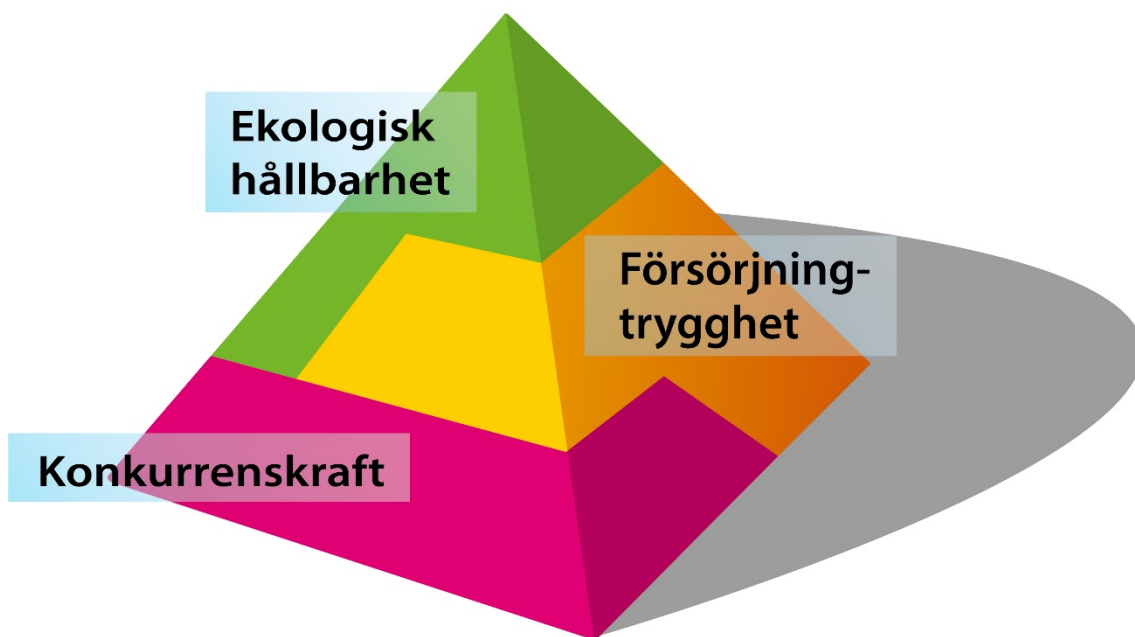 Ekologisk
hållbarhet
Försörjning-
trygghet
Konkurrenskraft